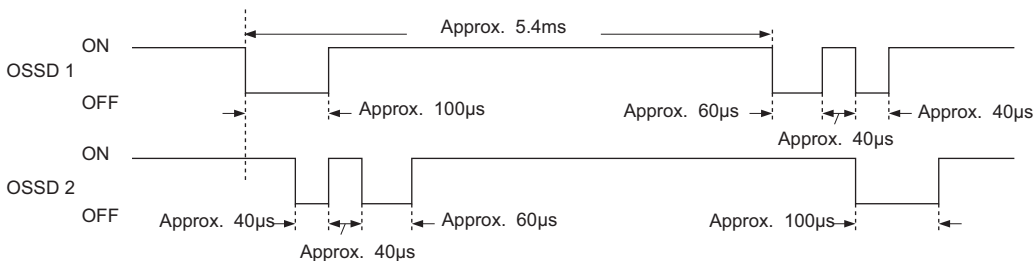 Approx. 5.4ms
ON
OSSD 1
OFF
Approx. 100µs
Approx. 60µs
Approx. 40µs
Approx. 40µs
ON
OSSD 2
OFF
Approx. 40µs
Approx. 60µs
Approx. 100µs
Approx. 40µs